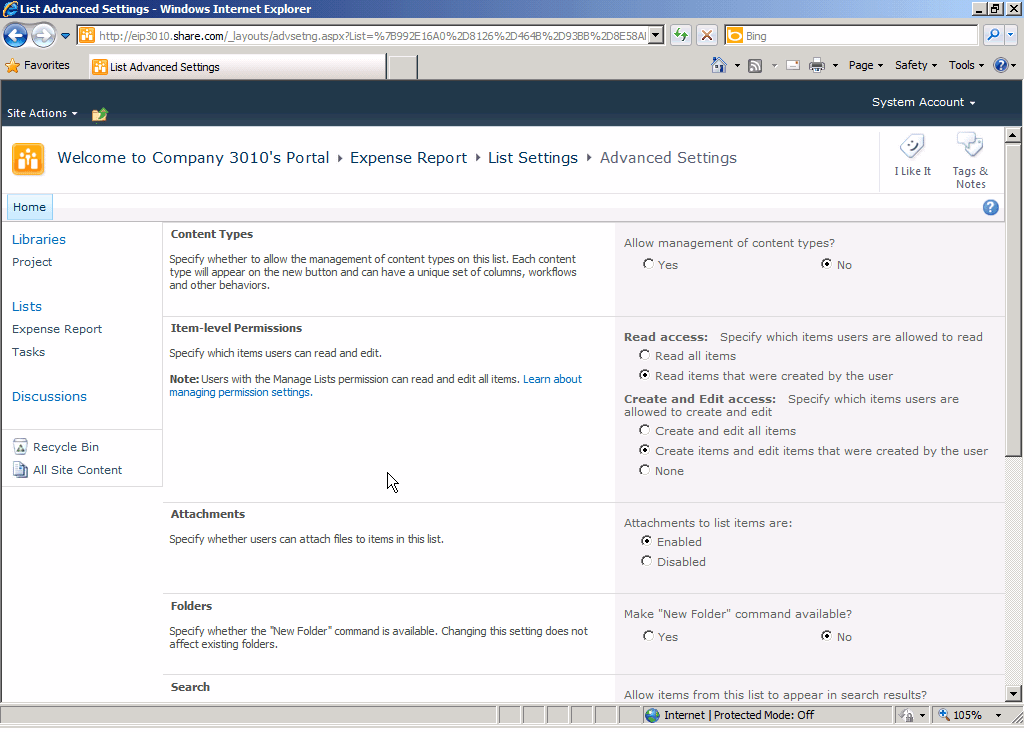 List Advanced Settings - Windows Internet Explorer
http://eip3010.share.com/_layouts/advsetng.aspx?List=%7B992E16A0%2D8126%2D464B%2D93BB%2D8E58A
Bing
Favorites
List Advanced Settings
Page
Safety
Tools
System Account
Site Actions
Welcome to Company 3010's Portal
Expense Report
List Settings
Advanced Settings
I Like It
Tags &
Notes
Home
Libraries
Project
Lists
Expense Report
Tasks
Discussions
Recycle Bin
All Site Content
Content Types
Specify whether to allow the management of content types on this list. Each content
type will appear on the new button and can have a unique set of columns, workflows
and other behaviors.
Allow management of content types?
Yes
No
Item-level Permissions
Specify which items users can read and edit.
Note: Users with the Manage Lists permission can read and edit all items. Learn about
managing permission settings.
Read access: Specify which items users are allowed to read
Read all items
Read items that were created by the user
Create and Edit access: Specify which items users are
allowed to create and edit
Create and edit all items
Create items and edit items that were created by the user
None
Attachments
Specify whether users can attach files to items in this list.
Attachments to list items are:
Enabled
Disabled
Folders
Specify whether the "New Folder" command is available. Changing this setting does not
affect existing folders.
Make "New Folder" command available?
Yes
No
Search
Allow items from this list to appear in search results?
Internet | Protected Mode: Off
105%